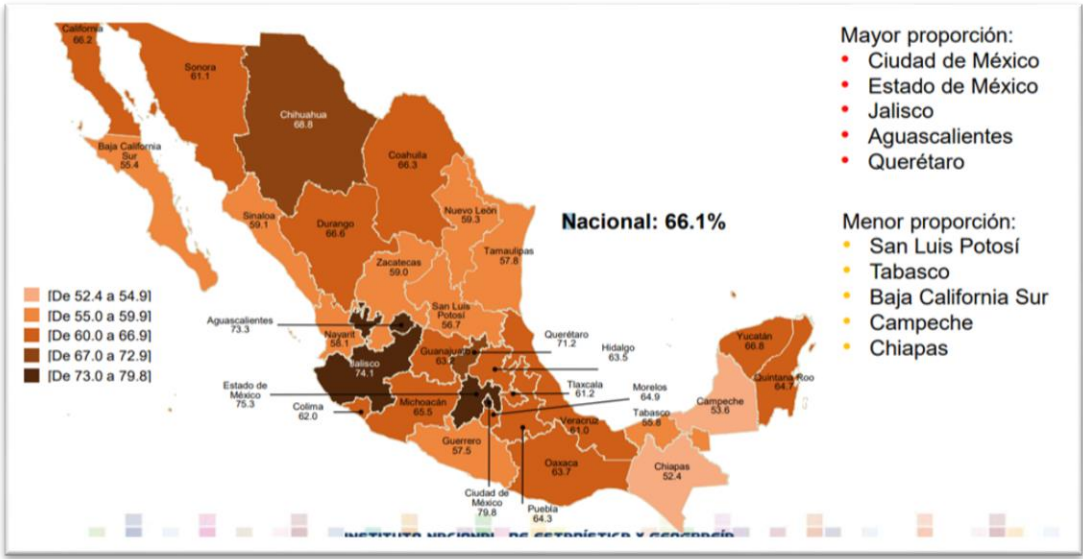 California
66.2
Sonora
61.1
Chihuahua
68.8
Coahuila
66.3
Baja California
Sur
55.4
Sinaloa
59.1
Durango
66.6
Nuevo León
59.3
Tamaulipas
57.8
Zacatecas
59.0
San Luis
Potosí
56.7
Nacional: 66.1%
Mayor proporción:
• Ciudad de México
• Estado de México
• Jalisco
• Aguascalientes
• Querétaro
Menor proporción:
• San Luis Potosí
• Tabasco
• Baja California Sur
• Campeche
• Chiapas
[De 52.4 a 54.9]
[De 55.0 a 59.9]
[De 60.0 a 66.9]
[De 67.0 a 72.9]
[De 73.0 a 79.8]
Aguascalientes
73.3
Nayarit
Jalisco
74.1
Guanajuato
Querétaro
71.2
Hidalgo
63.5
Estado de
México
75.3
Colima
62.0
Michoacán
65.5
Tlaxcala
61.2
Morelos
64.9
Guerrero
57.5
Ciudad de
México
79.8
Puebla
64.3
Veracruz
61.0
Oaxaca
63.7
Tabasco
55.8
Chiapas
52.4
Campeche
53.6
Yucatán
66.8
Quintana Roo
64.7
INSTITUTO NACIONAL DE ESTADÍSTICA Y GEOGRAFÍA